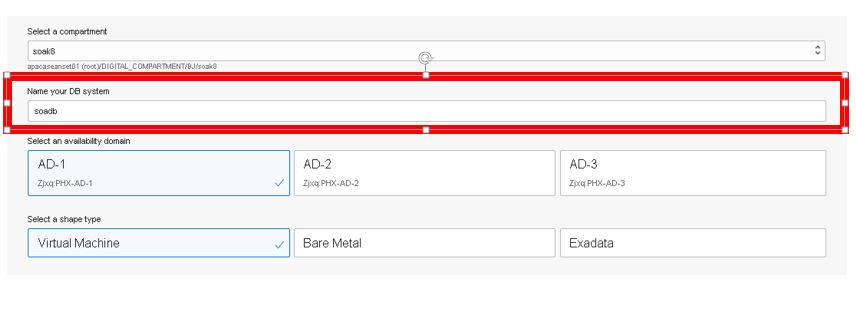 Select a compartment
soak8
apacaseanset01 (root)/DIGITAL_COMPARTMENT/BJ/soak8
Name your DB system
soadb
Select an availability domain
AD-1
AD-2
AD-3
Zjxq:PHX-AD-1
Zjxq:PHX-AD-2
Zjxq:PHX-AD-3
Select a shape type
Virtual Machine
Bare Metal
Exadata